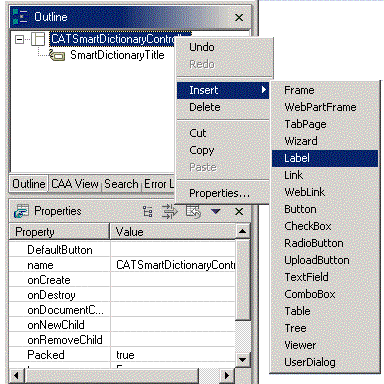 Outline
CATSmartDictionaryContro
SmartDictionaryTitle
Outline CAA View Search Error L
Undo
Redo
Insert
Delete
Cut
Copy
Paste
Properties...
Frame
WebPartFrame
TabPage
Wizard
Label
Link
WebLink
Button
CheckBox
RadioButton
UploadButton
TextField
ComboBox
Table
Tree
Viewer
UserDialog
Properties
Property Value
DefaultButton
name CATSmartDictionaryContr
onCreate
onDestroy
onDocumentC...
onNewChild
onRemoveChild
Packed true